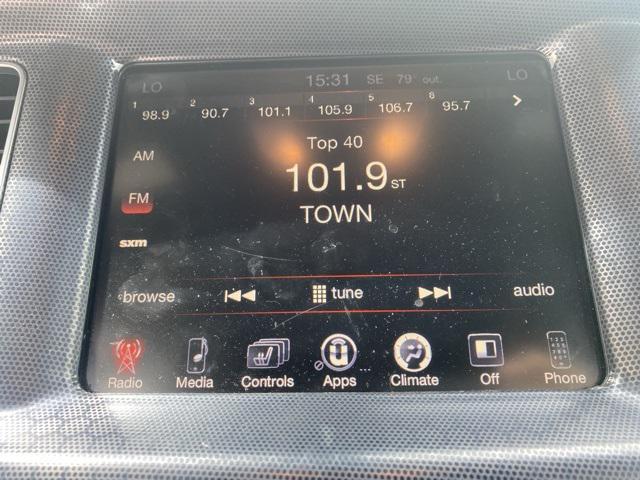 LO 15:31 SE 79° out. LO
1 98.9 2 90.7 3 101.1 4 105.9 5 106.7 6 95.7
AM
Top 40
FM
101.9 ST
TOWN
sxm
browse tune audio
Radio Media Controls Apps Climate Off Phone